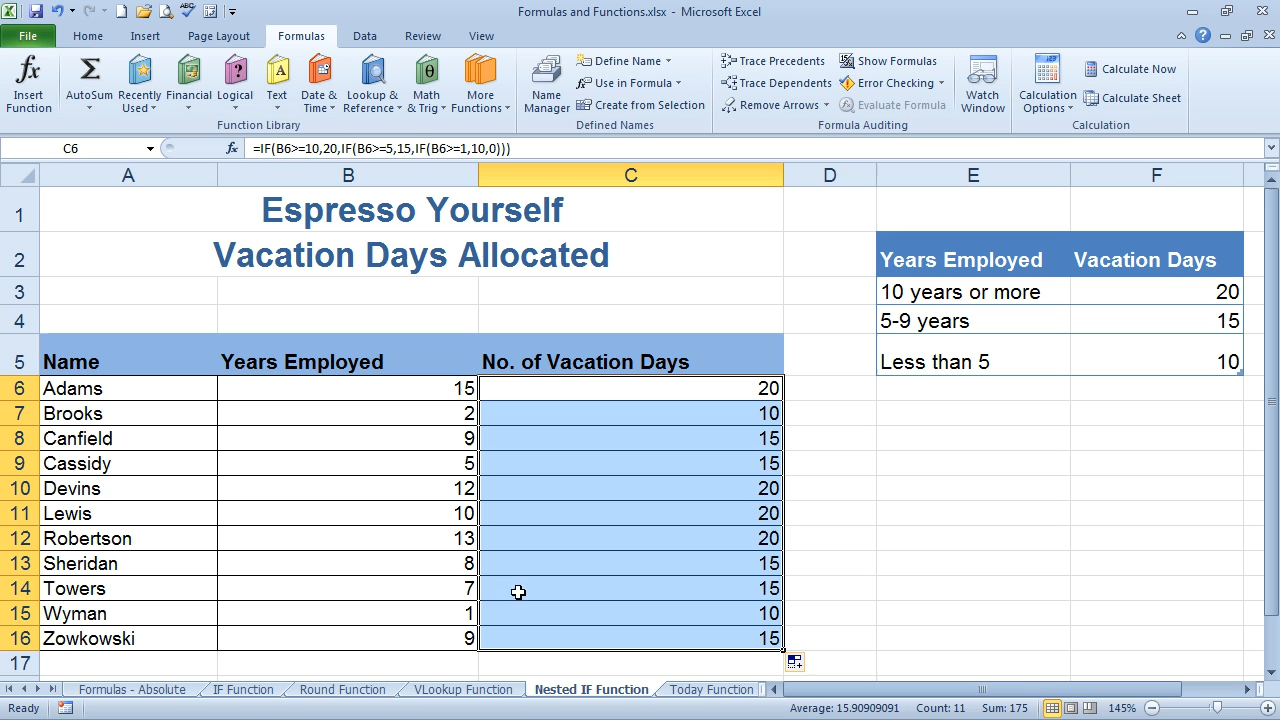 Formulas and Functions.xlsx - Microsoft Excel
File Home Insert Page Layout Formulas Data Review View
Insert Function
AutoSum
Recently Used
Financial
Logical
Text
Date & Time
Lookup & Reference
Math & Trig
More Functions
Function Library
Name Manager
Define Name
Use in Formula
Create from Selection
Defined Names
Trace Precedents
Trace Dependents
Remove Arrows
Show Formulas
Error Checking
Evaluate Formula
Formula Auditing
Watch Window
Calculation Options
Calculate Now
Calculate Sheet
Calculation
C6 fx =IF(B6>=10,20,IF(B6>=5,15,IF(B6>=1,10,0)))
A B C D E F
1 Espresso Yourself
2 Vacation Days Allocated Years Employed Vacation Days
3 10 years or more 20
4 5-9 years 15
5 Name Years Employed No. of Vacation Days Less than 5 10
6 Adams 15 20
7 Brooks 2 10
8 Canfield 9 15
9 Cassidy 5 15
10 Devins 12 20
11 Lewis 10 20
12 Robertson 13 20
13 Sheridan 8 15
14 Towers 7 15
15 Wyman 1 10
16 Zowkowski 9 15
17
Formulas - Absolute IF Function Round Function VLookup Function Nested IF Function Today Function
Ready Average: 15.90909091 Count: 11 Sum: 175 145%